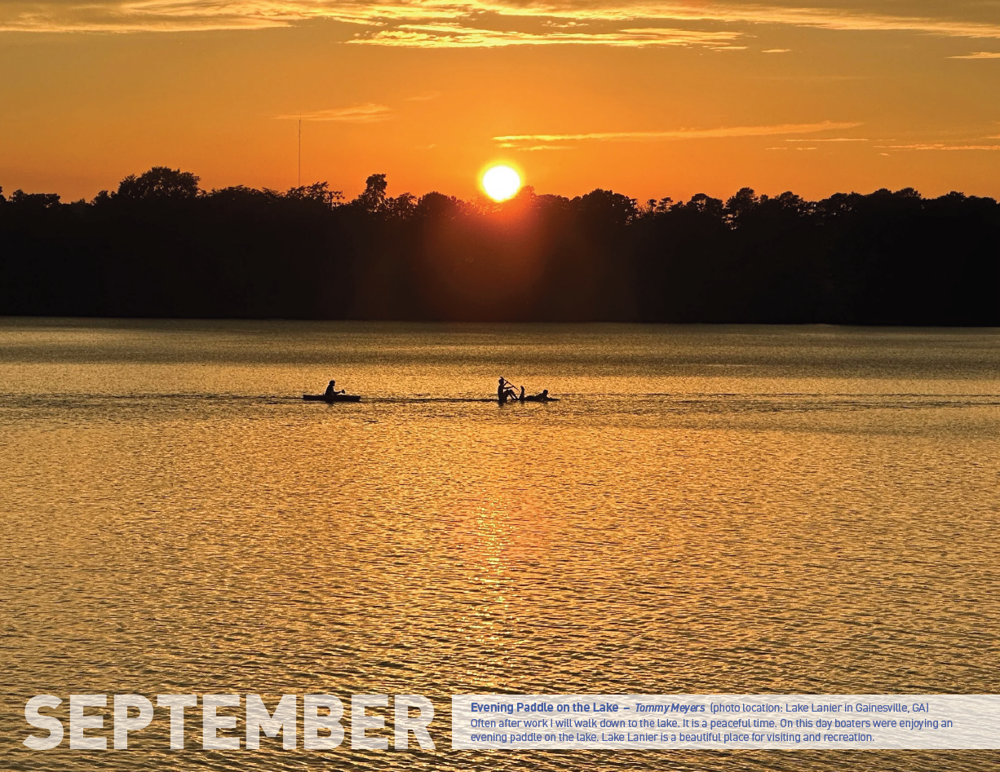 SEPTEMBER
Evening Paddle on the Lake – Tommy Meyers (photo location: Lake Lanier in Gainesville, GA)
Often after work I will walk down to the lake. It is a peaceful time. On this day boaters were enjoying an
evening paddle on the lake. Lake Lanier is a beautiful place for visiting and recreation.